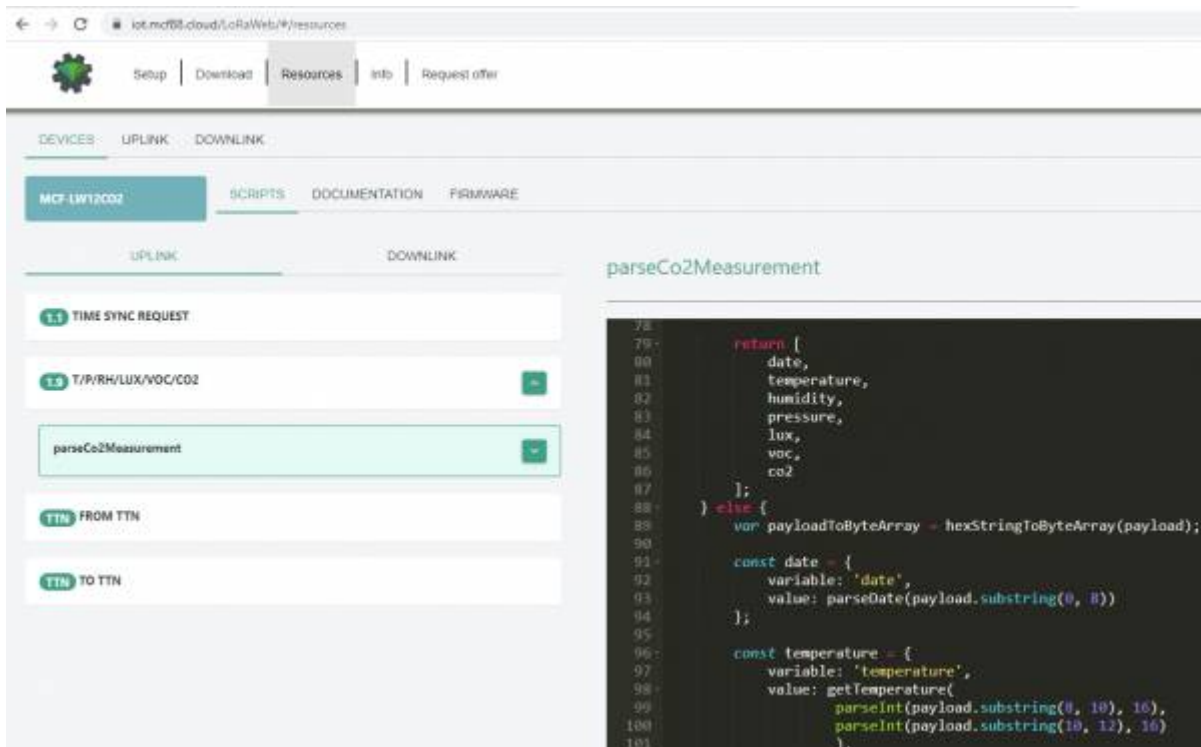 iot.mcf88.cloud/LoRaWeb/#/resources
Setup Download Resources Info Request offer
DEVICES UPLINK DOWNLINK
MCF-LW12CO2 SCRIPTS DOCUMENTATION FIRMWARE
UPLINK DOWNLINK
parseCo2Measurement
1.1 TIME SYNC REQUEST
1.9 T/P/RH/LUX/VOC/CO2
parseCo2Measurement
TTN FROM TTN
TTN TO TTN
78
79 return [
80 date,
81 temperature,
82 humidity,
83 pressure,
84 lux,
85 voc,
86 co2
87 ];
88 } else {
89 var payloadToByteArray = hexStringToByteArray(payload);
90
91 const date = {
92 variable: 'date',
93 value: parseDate(payload.substring(0, 8))
94 };
95
96 const temperature = {
97 variable: 'temperature',
98 value: getTemperature(
99 parseInt(payload.substring(8, 10), 16),
100 parseInt(payload.substring(10, 12), 16)
101 )